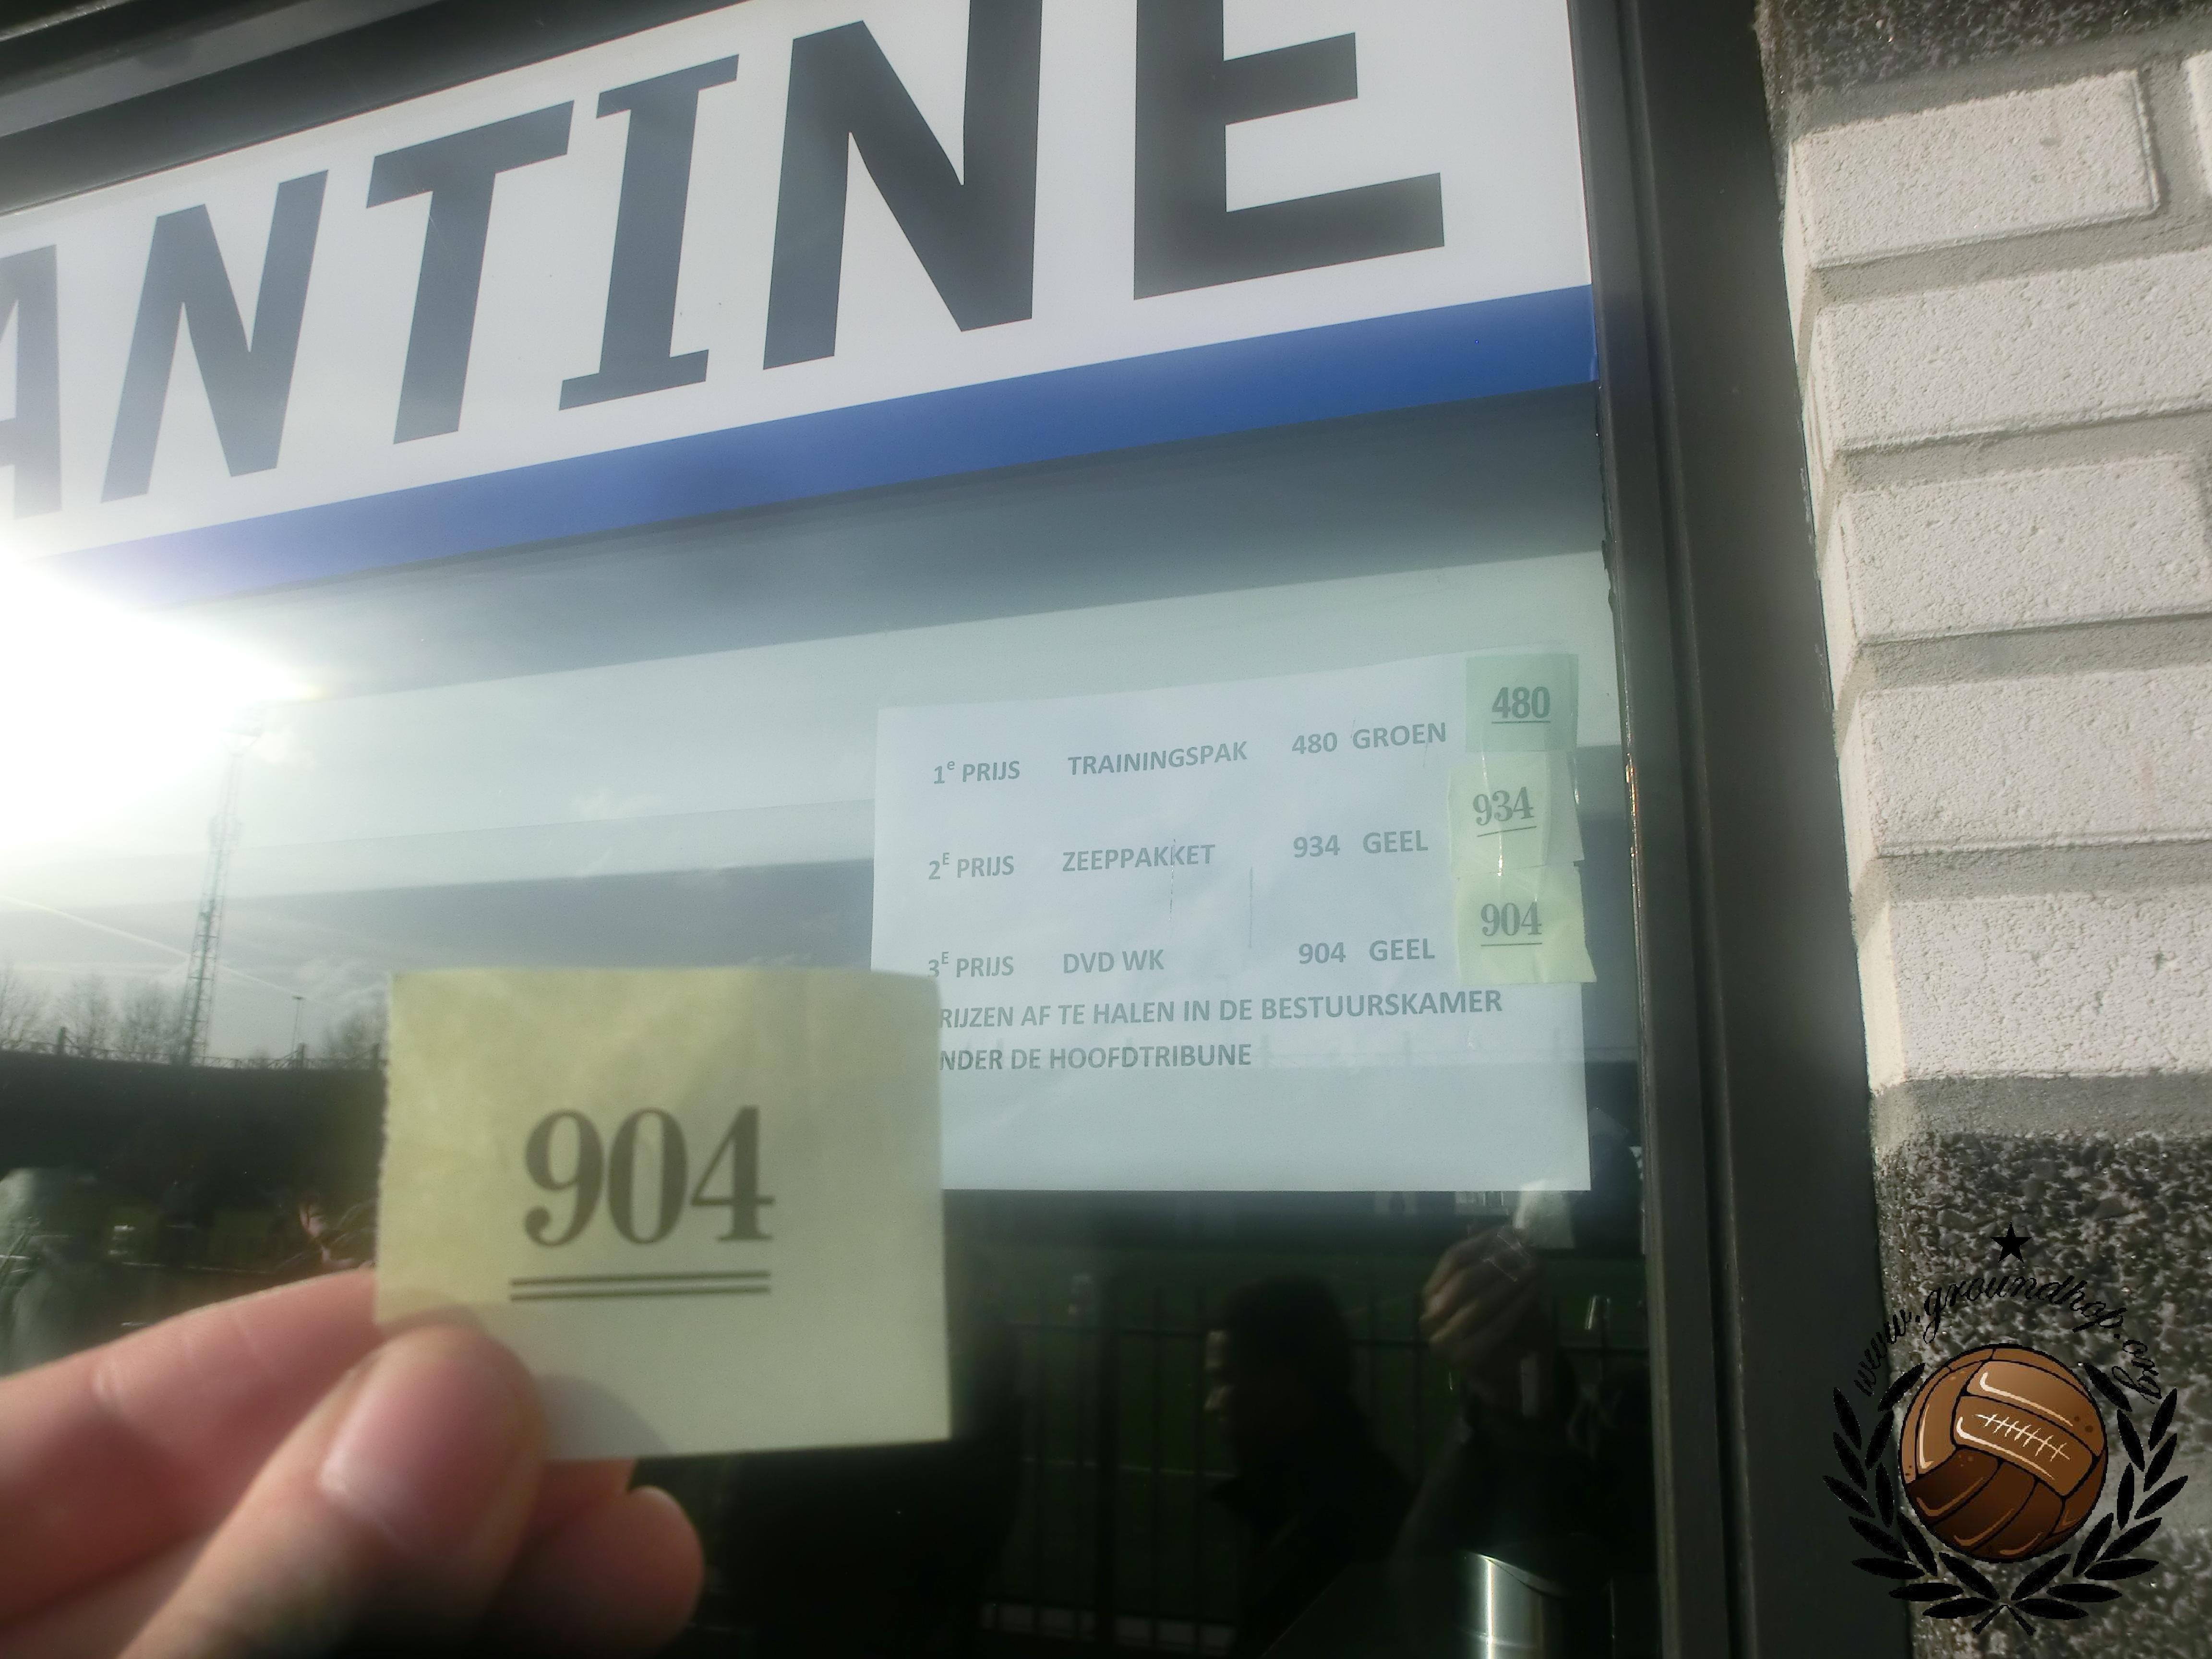 ANTINE
480
1e PRIJS TRAININGSPAK 480 GROEN
934
2E PRIJS ZEEPPAKKET 934 GEEL
904
3E PRIJS DVD WK 904 GEEL
RIJZEN AF TE HALEN IN DE BESTUURSKAMER
NDER DE HOOFDTRIBUNE
904
www.groundhop.org